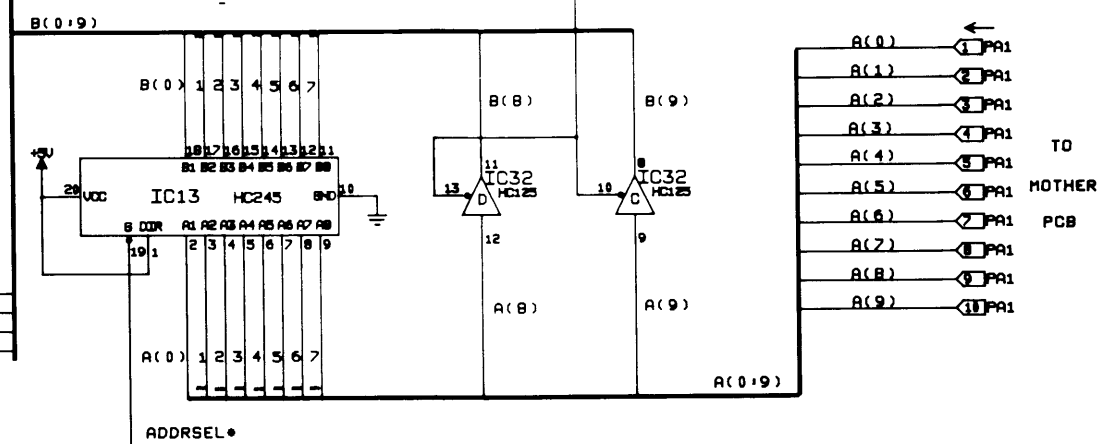 B(0:9)
A(0) 1 PA1
A(1) 2 PA1
A(2) 3 PA1
A(3) 4 PA1
A(4) 5 PA1
A(5) 6 PA1
A(6) 7 PA1
A(7) 8 PA1
A(8) 9 PA1
A(9) 10 PA1
TO
MOTHER
PCB
B(0) 1 2 3 4 5 6 7
B(8)
B(9)
18 17 16 15 14 13 12 11
B1 B2 B3 B4 B5 B6 B7 B8
+5V
20 VCC
IC13 HC245
GND 10
G DIR
A1 A2 A3 A4 A5 A6 A7 A8
19 1
2 3 4 5 6 7 8 9
11
IC32
HC125
13
D
12
8
IC32
HC125
10
C
9
A(8)
A(9)
A(0) 1 2 3 4 5 6 7
A(0:9)
ADDRSEL*